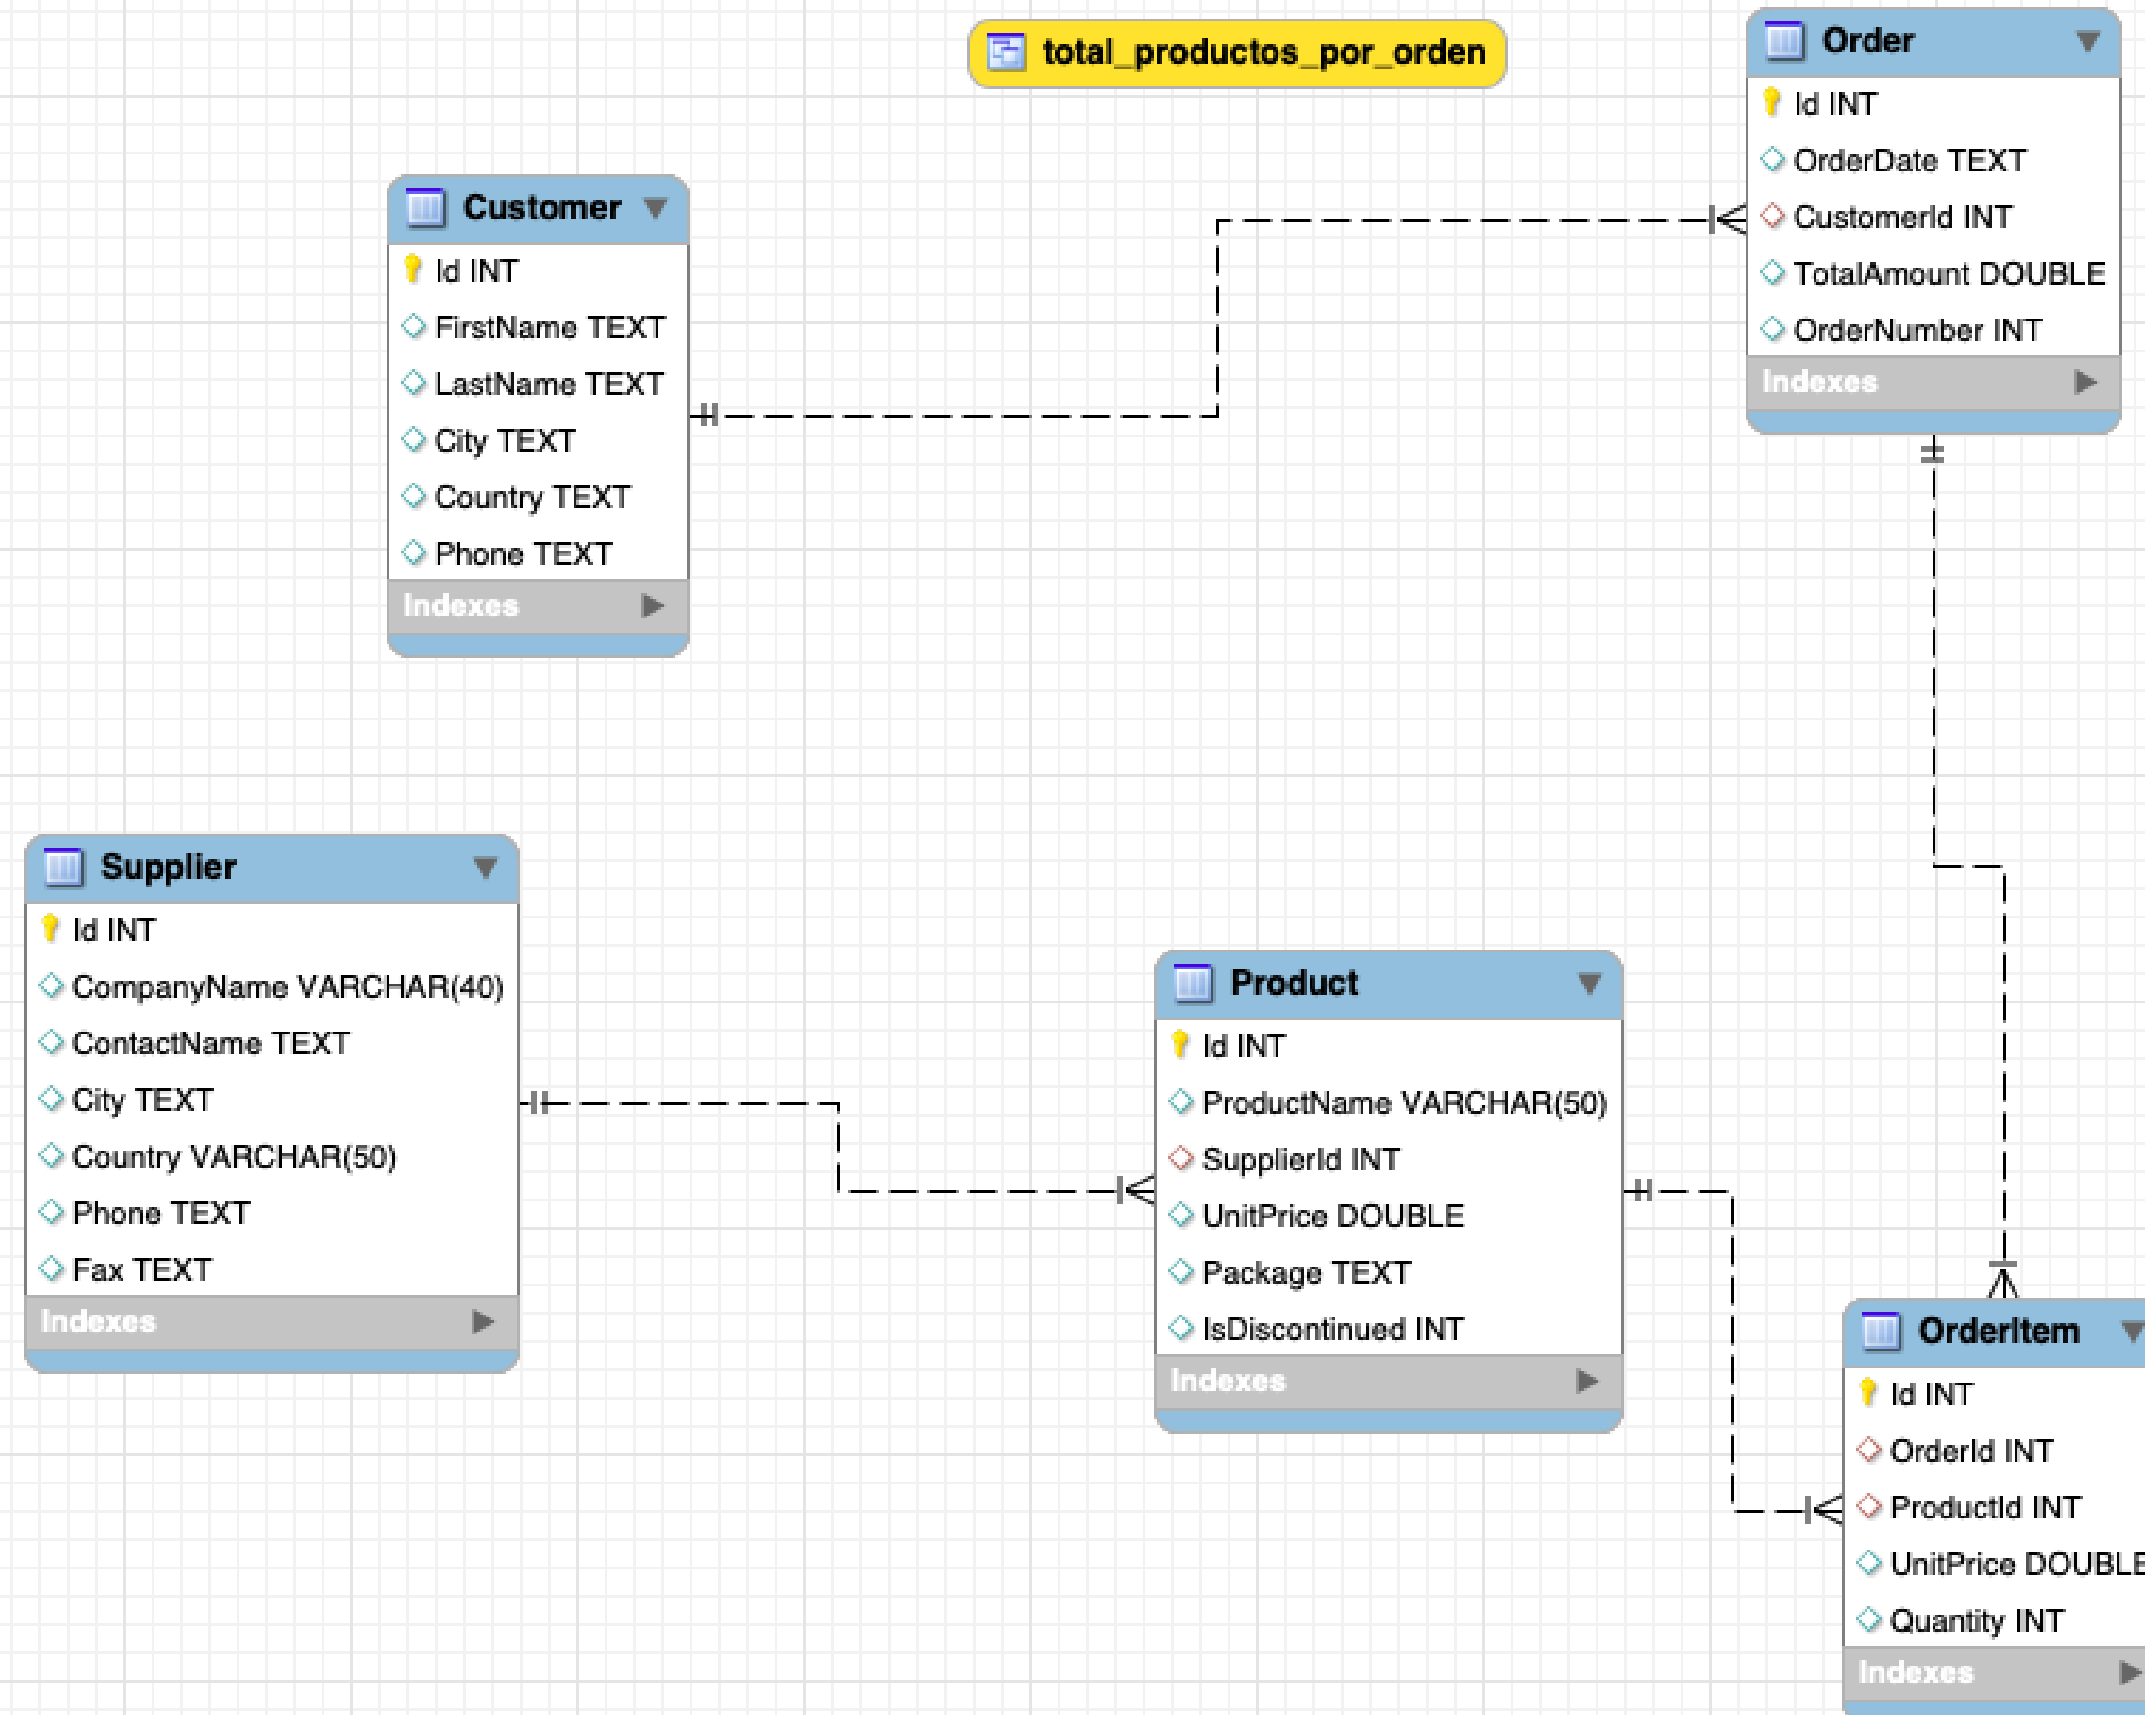 total_productos_por_orden
Order
Id INT
OrderDate TEXT
CustomerId INT
TotalAmount DOUBLE
OrderNumber INT
Indexes
Customer
Id INT
FirstName TEXT
LastName TEXT
City TEXT
Country TEXT
Phone TEXT
Indexes
Supplier
Id INT
CompanyName VARCHAR(40)
ContactName TEXT
City TEXT
Country VARCHAR(50)
Phone TEXT
Fax TEXT
Indexes
Product
Id INT
ProductName VARCHAR(50)
SupplierId INT
UnitPrice DOUBLE
Package TEXT
IsDiscontinued INT
Indexes
OrderItem
Id INT
OrderId INT
ProductId INT
UnitPrice DOUBLE
Quantity INT
Indexes